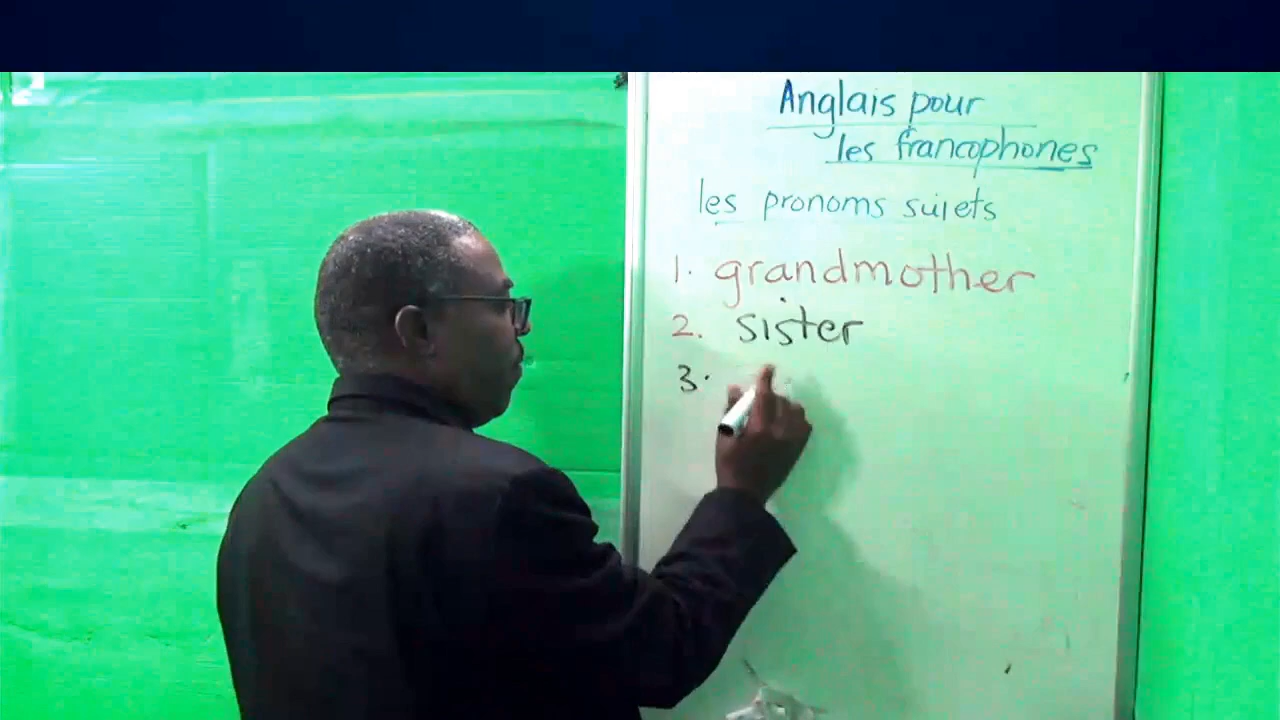 Anglais pour
les francophones
les pronoms sujets
1. grandmother
2. sister
3.